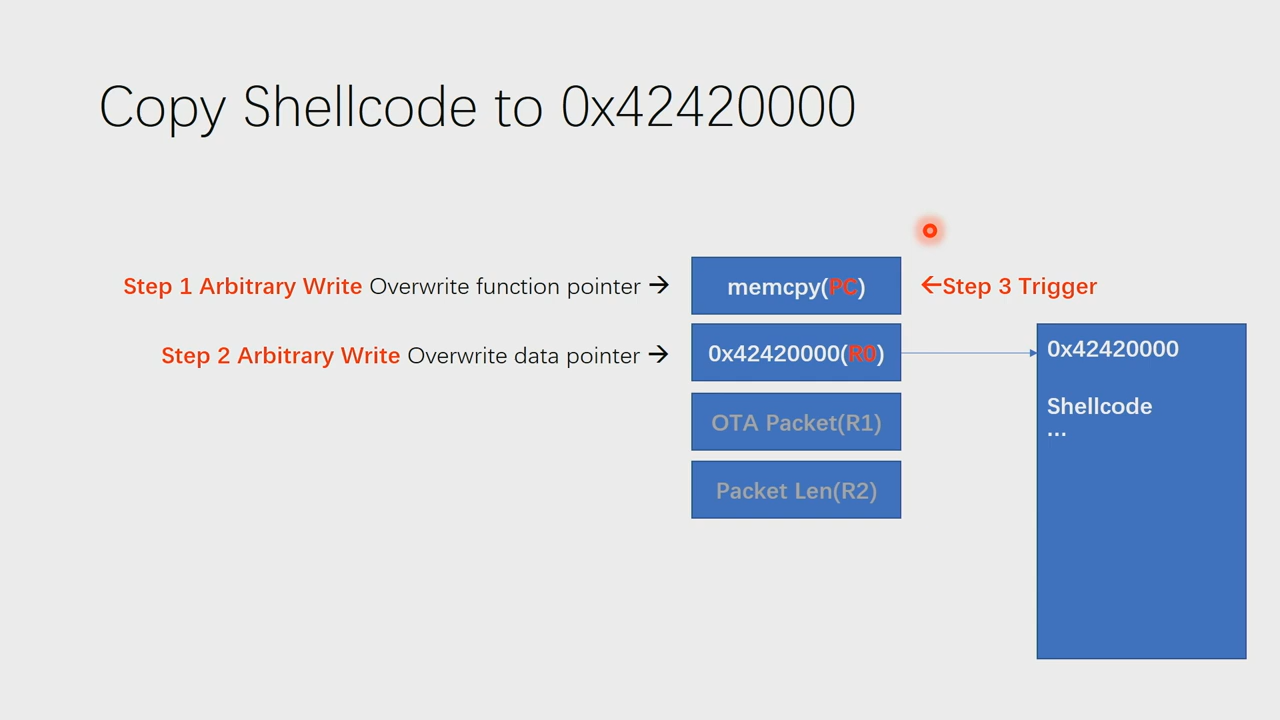 Copy Shellcode to 0x42420000
Step 1 Arbitrary Write Overwrite function pointer →
memcpy(PC)
←Step 3 Trigger
Step 2 Arbitrary Write Overwrite data pointer →
0x42420000(R0)
0x42420000
OTA Packet(R1)
Shellcode
...
Packet Len(R2)